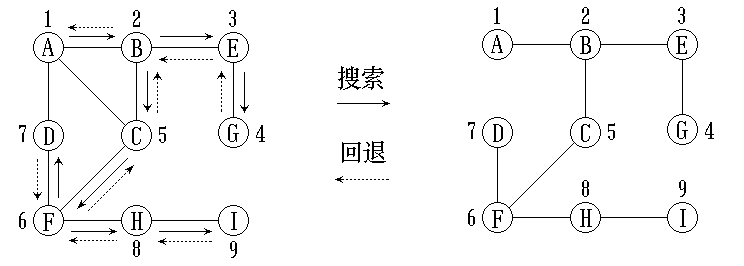 1 2 3
A B E
搜索
7 D C 5 G 4
回退
6 F H I
8 9
1 2 3
A B E
7 D C 5 G 4
8 9
6 F H I